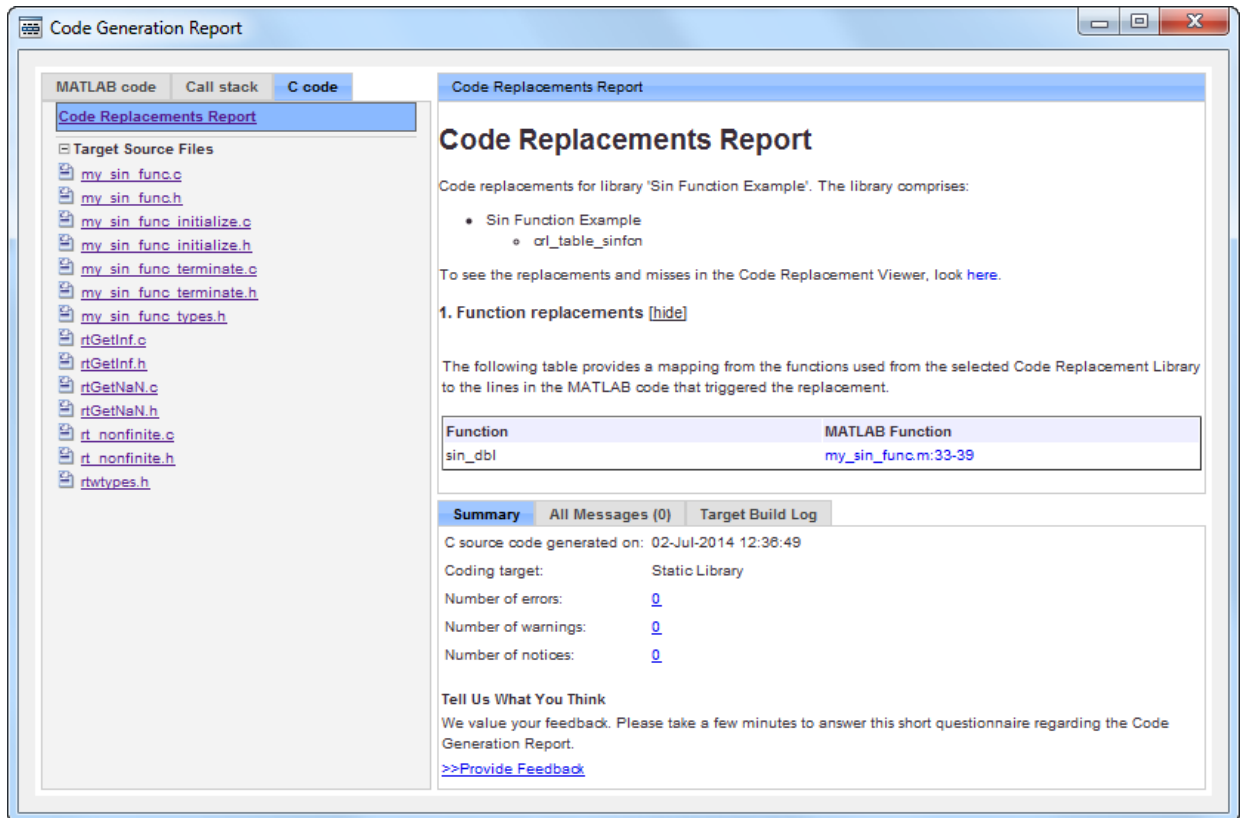 Code Generation Report
MATLAB code Call stack C code
Code Replacements Report
Target Source Files
my_sin_func.c
my_sin_func.h
my_sin_func_initialize.c
my_sin_func_initialize.h
my_sin_func_terminate.c
my_sin_func_terminate.h
my_sin_func_types.h
rtGetInf.c
rtGetInf.h
rtGetNaN.c
rtGetNaN.h
rt_nonfinite.c
rt_nonfinite.h
rtwtypes.h
Code Replacements Report
Code Replacements Report
Code replacements for library 'Sin Function Example'. The library comprises:
• Sin Function Example
◦ crl_table_sinfcn
To see the replacements and misses in the Code Replacement Viewer, look here.
1. Function replacements [hide]
The following table provides a mapping from the functions used from the selected Code Replacement Library
to the lines in the MATLAB code that triggered the replacement.
Function MATLAB Function
sin_dbl my_sin_func.m:33-39
Summary All Messages (0) Target Build Log
C source code generated on: 02-Jul-2014 12:36:49
Coding target: Static Library
Number of errors: 0
Number of warnings: 0
Number of notices: 0
Tell Us What You Think
We value your feedback. Please take a few minutes to answer this short questionnaire regarding the Code
Generation Report.
>>Provide Feedback